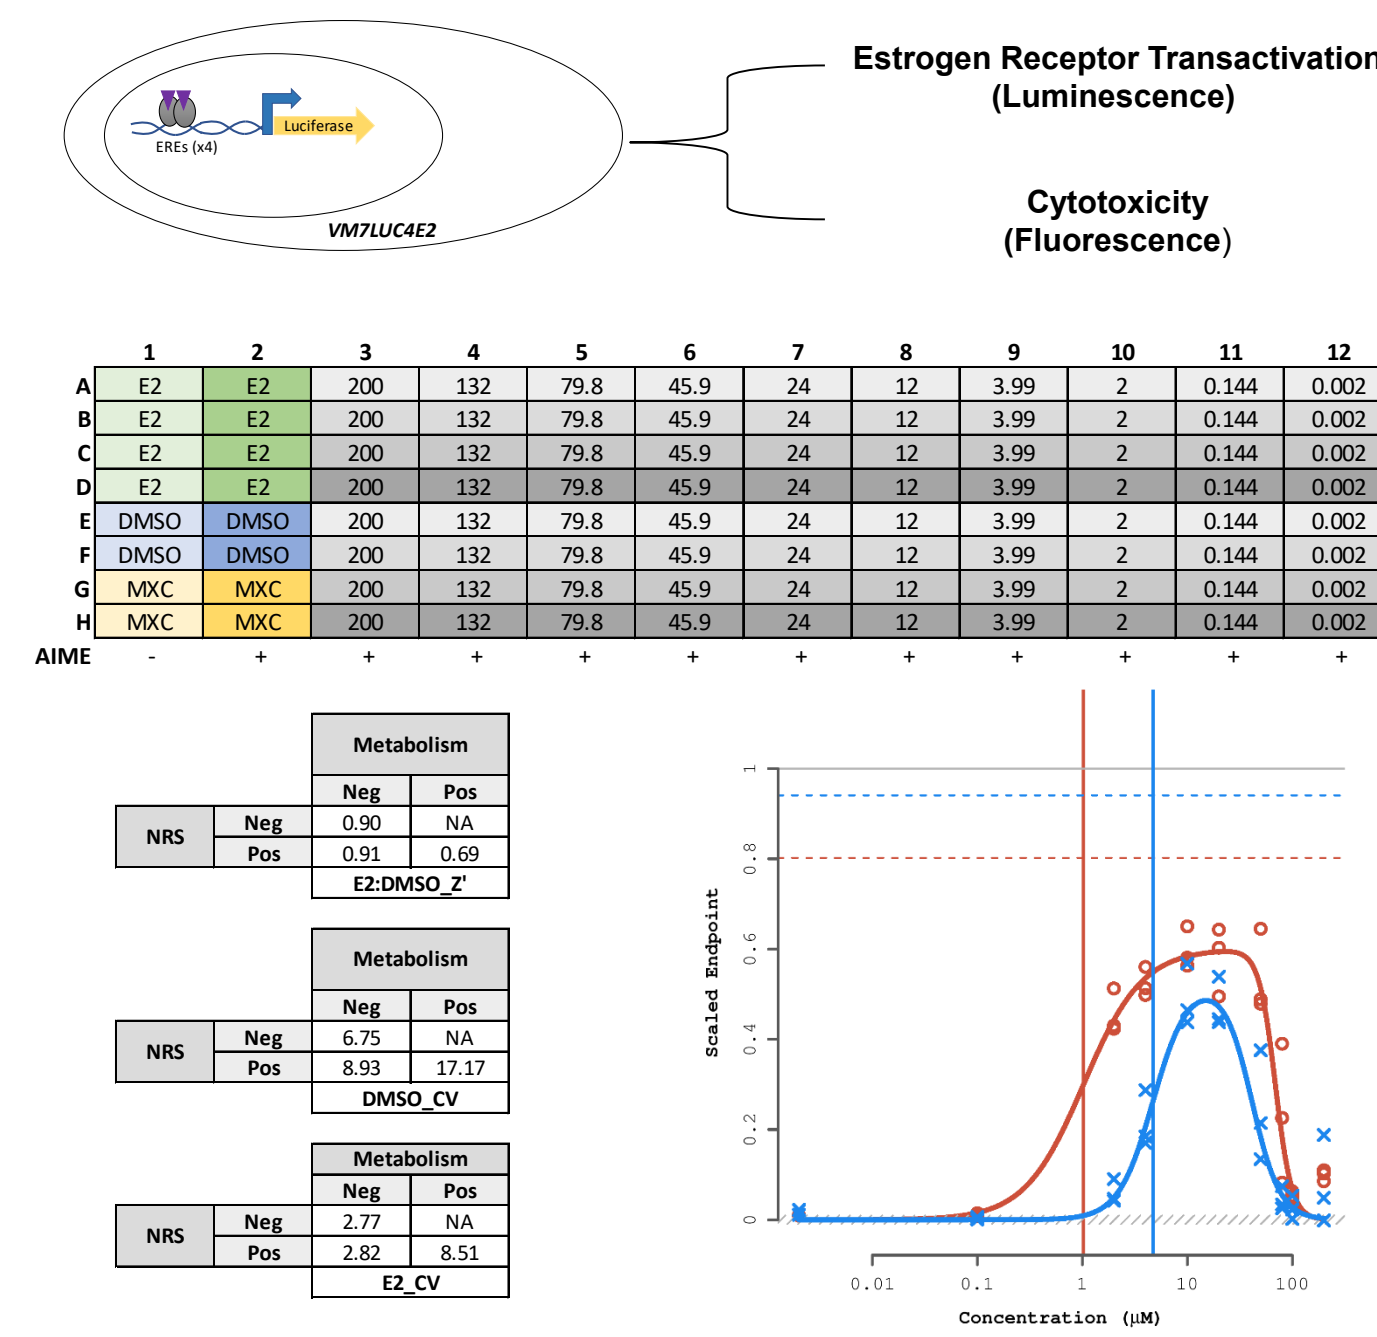 Estrogen Receptor Transactivation
(Luminescence)
Luciferase
EREs (x4)
VM7LUC4E2
Cytotoxicity
(Fluorescence)
1 2 3 4 5 6 7 8 9 10 11 12
A E2 E2 200 132 79.8 45.9 24 12 3.99 2 0.144 0.002
B E2 E2 200 132 79.8 45.9 24 12 3.99 2 0.144 0.002
C E2 E2 200 132 79.8 45.9 24 12 3.99 2 0.144 0.002
D E2 E2 200 132 79.8 45.9 24 12 3.99 2 0.144 0.002
E DMSO DMSO 200 132 79.8 45.9 24 12 3.99 2 0.144 0.002
F DMSO DMSO 200 132 79.8 45.9 24 12 3.99 2 0.144 0.002
G MXC MXC 200 132 79.8 45.9 24 12 3.99 2 0.144 0.002
H MXC MXC 200 132 79.8 45.9 24 12 3.99 2 0.144 0.002
AIME - + + + + + + + + + + +
Metabolism
Neg Pos
NRS Neg 0.90 NA
Pos 0.91 0.69
E2:DMSO_Z'
Metabolism
Neg Pos
NRS Neg 6.75 NA
Pos 8.93 17.17
DMSO_CV
Metabolism
Neg Pos
NRS Neg 2.77 NA
Pos 2.82 8.51
E2_CV
Scaled Endpoint
1
0.8
0.6
0.4
0.2
0
0.01 0.1 1 10 100
Concentration (μM)